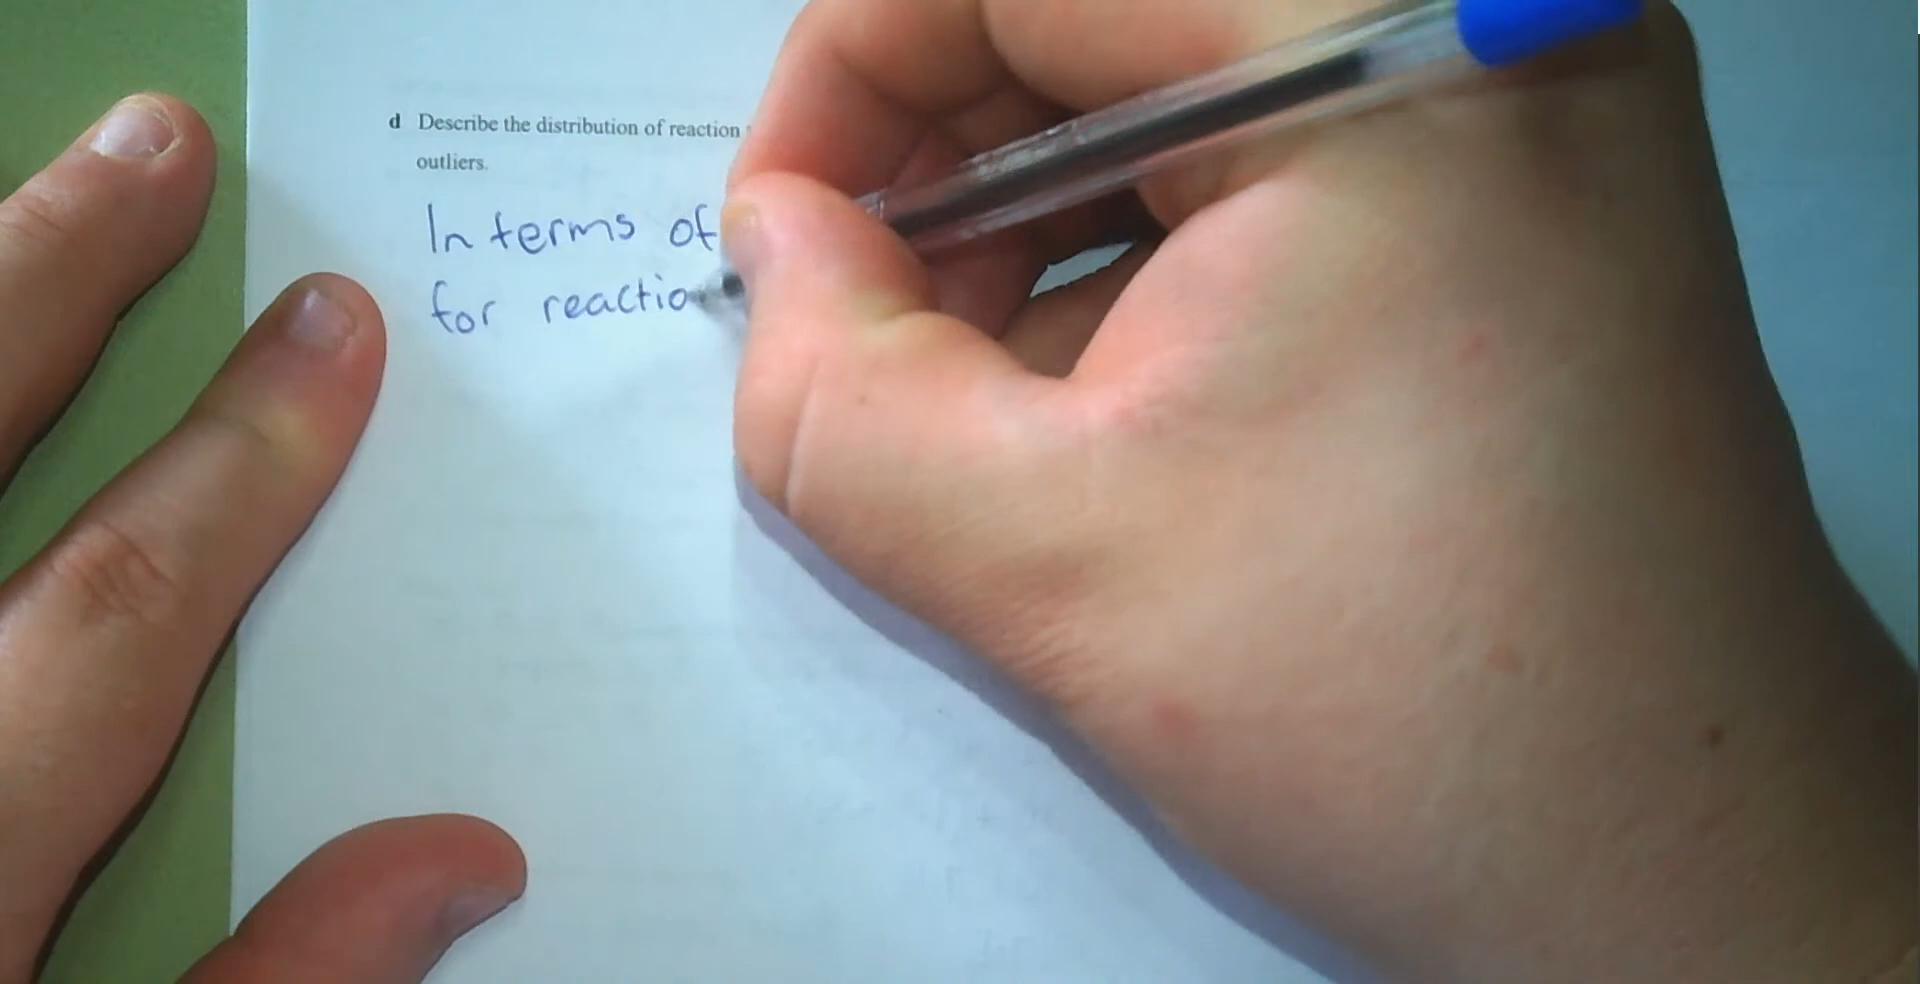 d Describe the distribution of reaction
outliers.
In terms of
for reactio